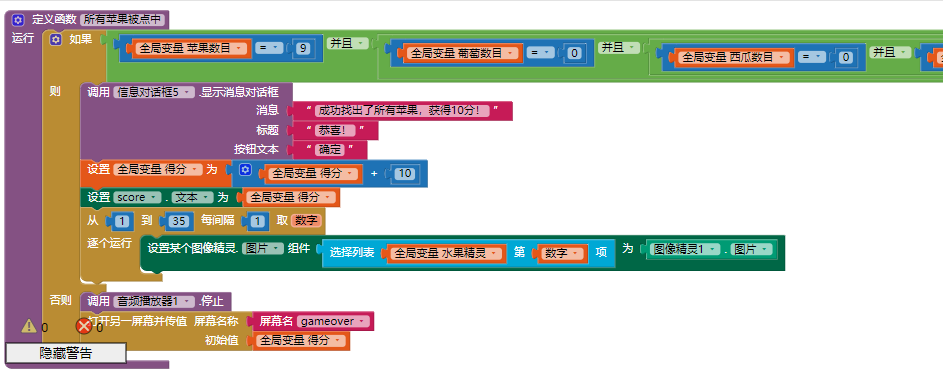 定义函数 所有苹果被点中
运行 如果 全局变量 苹果数目 = 9 并且 全局变量 葡萄数目 = 0 并且 全局变量 西瓜数目 = 0 并且
则 调用 信息对话框5 .显示消息对话框
消息 “ 成功找出了所有苹果，获得10分！ ”
标题 “ 恭喜！ ”
按钮文本 “ 确定 ”
设置 全局变量 得分 为 全局变量 得分 + 10
设置 score . 文本 为 全局变量 得分
从 1 到 35 每间隔 1 取 数字
逐个运行 设置某个图像精灵. 图片 组件 选择列表 全局变量 水果精灵 第 数字 项 为 图像精灵1 . 图片
否则 调用 音频播放器1 .停止
打开另一屏幕并传值 屏幕名称 屏幕名 gameover
初始值 全局变量 得分
0 0
隐藏警告